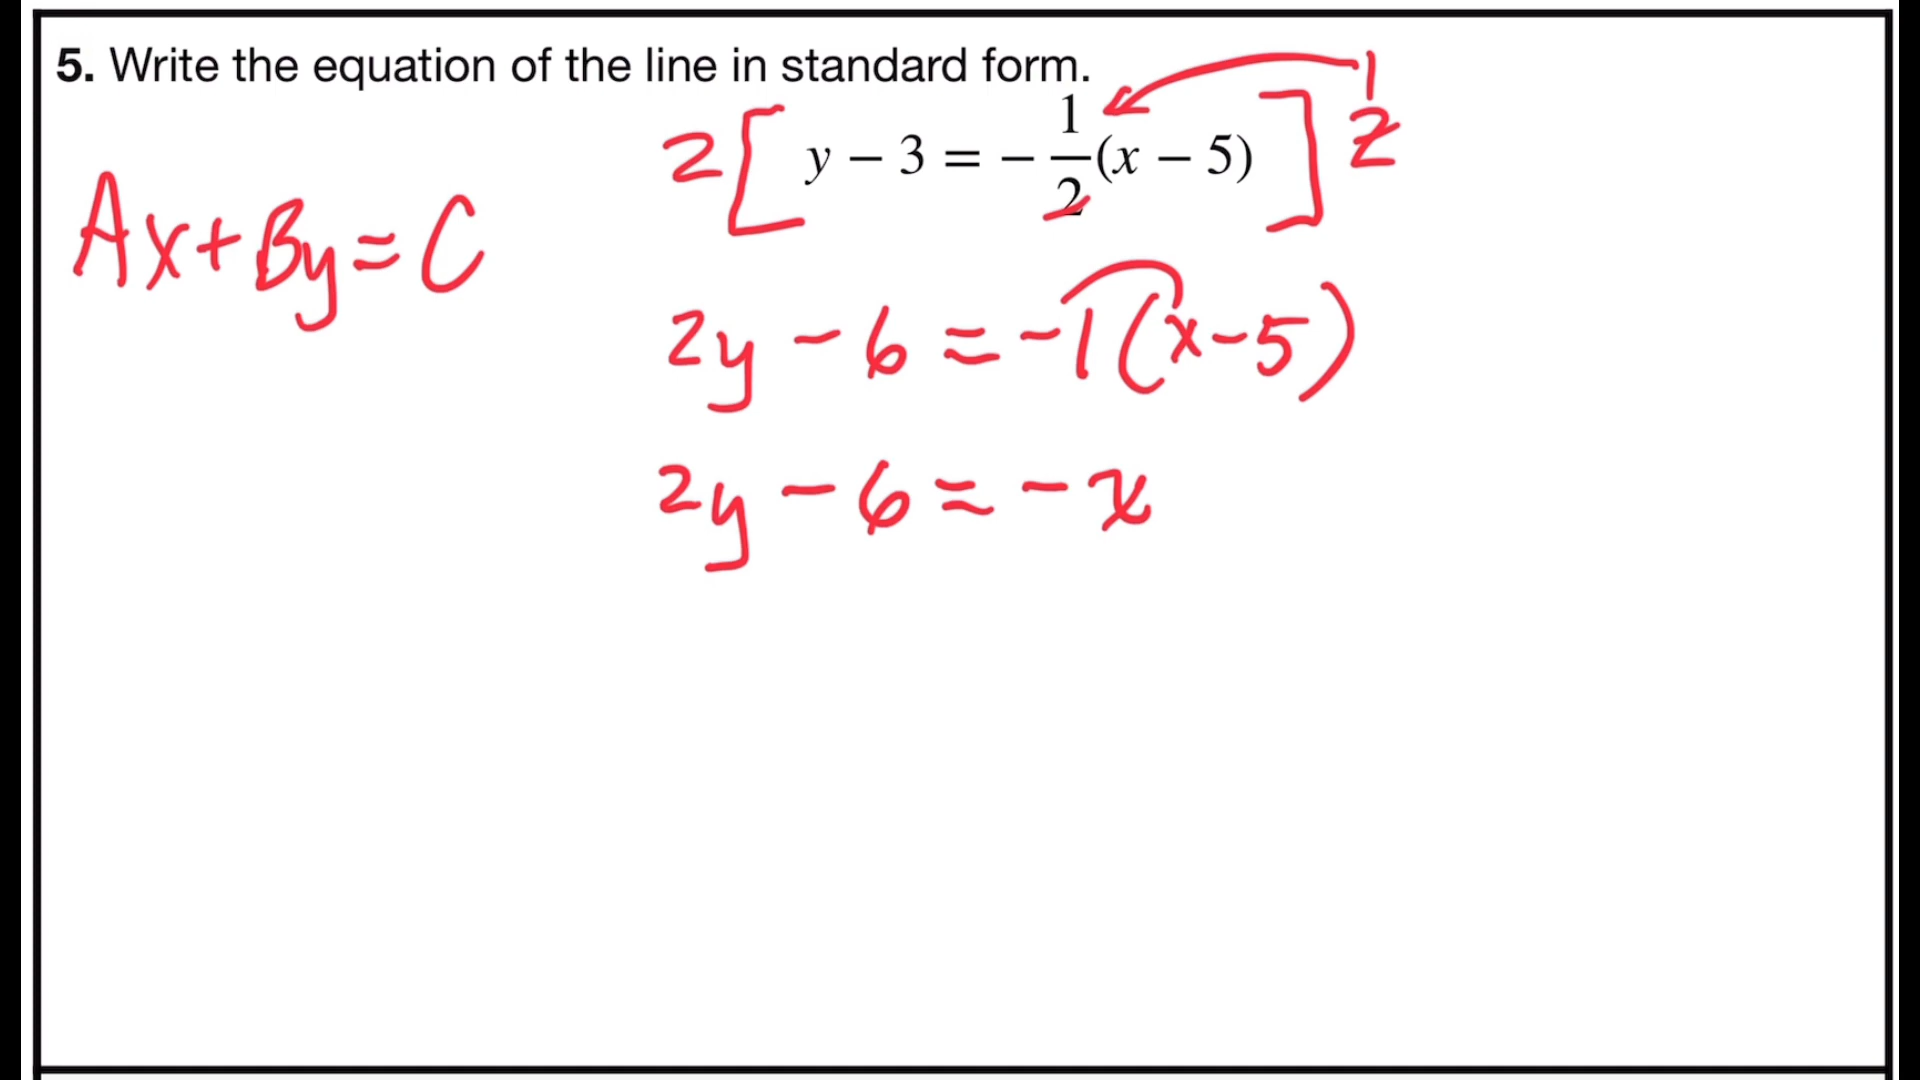 5. Write the equation of the line in standard form.
2[ y − 3 = −1/2(x − 5) ] 2
1
Ax+By=C
2y − 6 = −1(x−5)
2y − 6 = −x